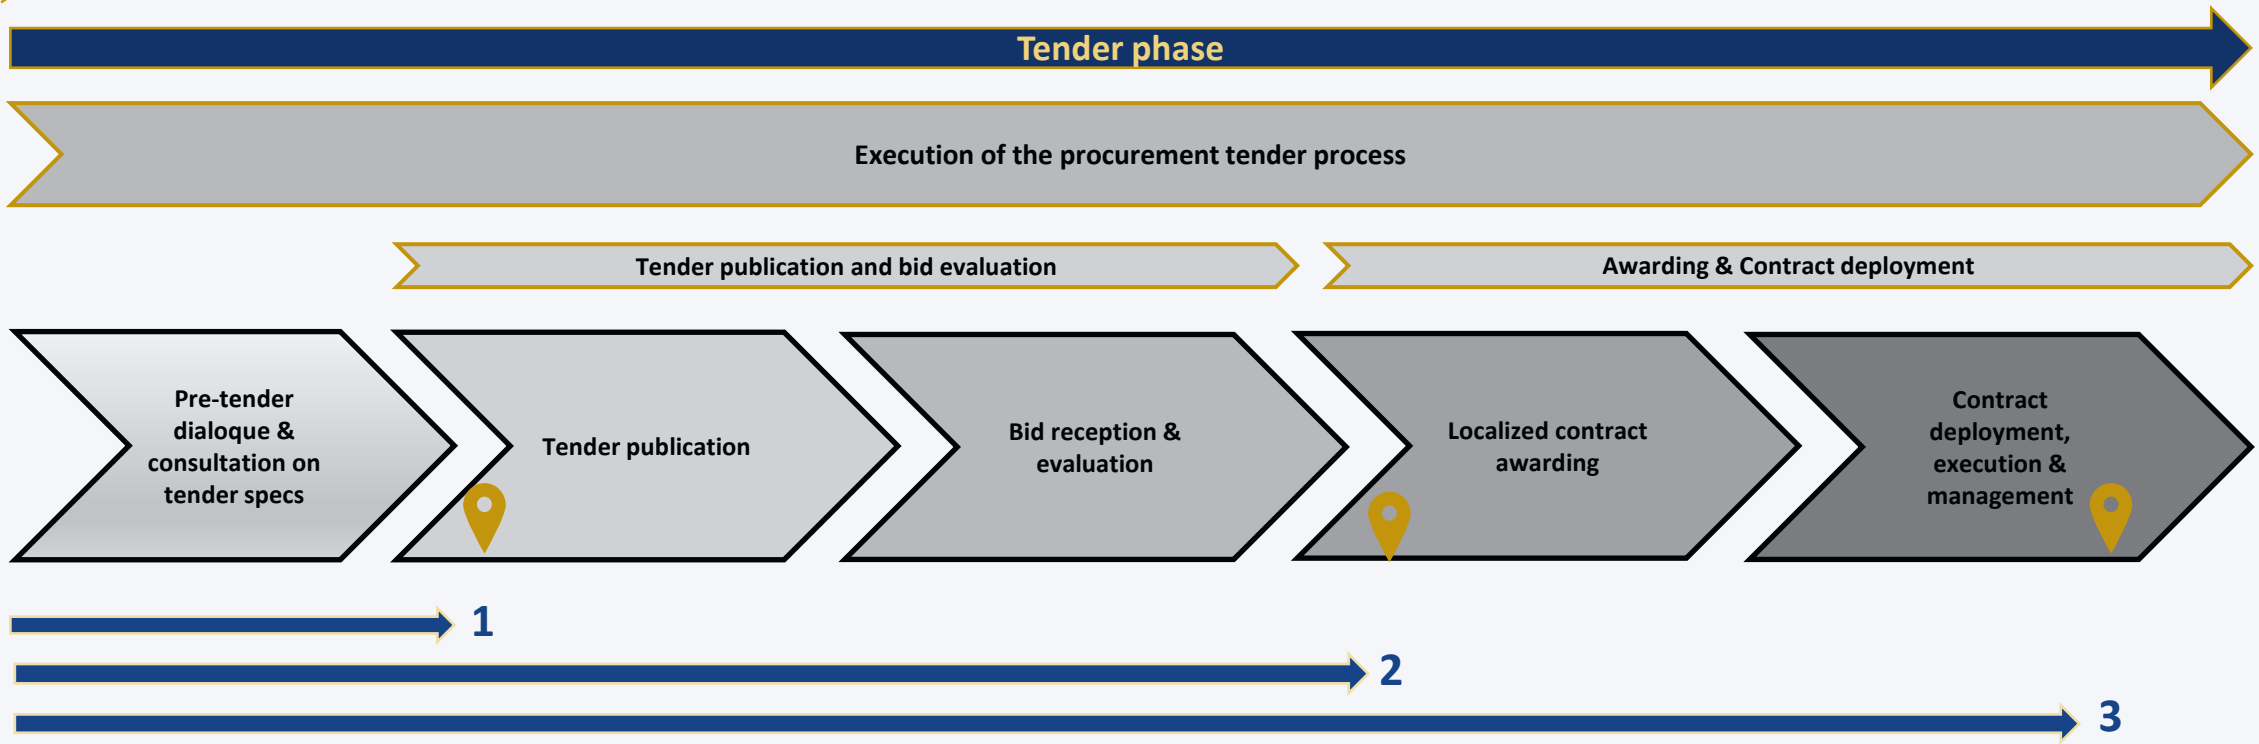 Tender phase
Execution of the procurement tender process
Tender publication and bid evaluation
Awarding & Contract deployment
Pre-tender
dialoque &
consultation on
tender specs
Tender publication
Bid reception &
evaluation
Localized contract
awarding
Contract
deployment,
execution &
management
1
2
3